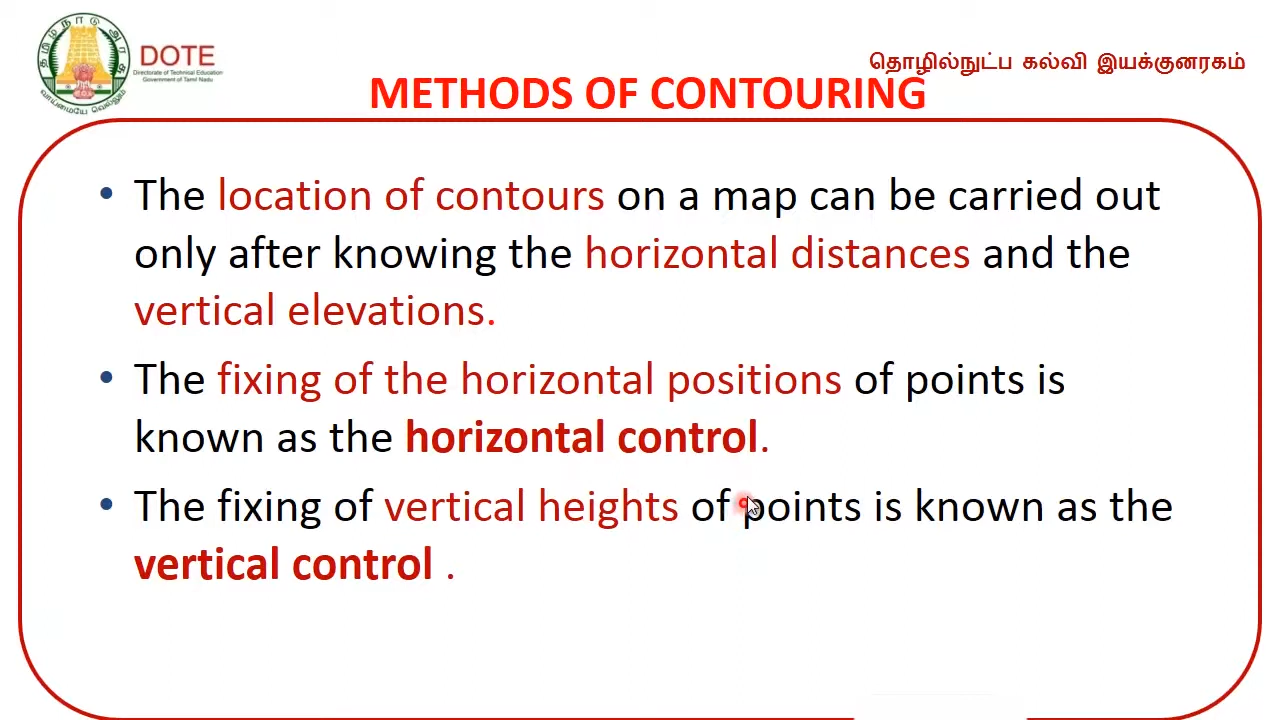 தமிழ்நாடு அரசு
வாய்மையே வெல்லும்
DOTE
Directorate of Technical Education
Government of Tamil Nadu
தொழில்நுட்ப கல்வி இயக்குனரகம்
METHODS OF CONTOURING
• The location of contours on a map can be carried out
only after knowing the horizontal distances and the
vertical elevations.
• The fixing of the horizontal positions of points is
known as the horizontal control.
• The fixing of vertical heights of points is known as the
vertical control .